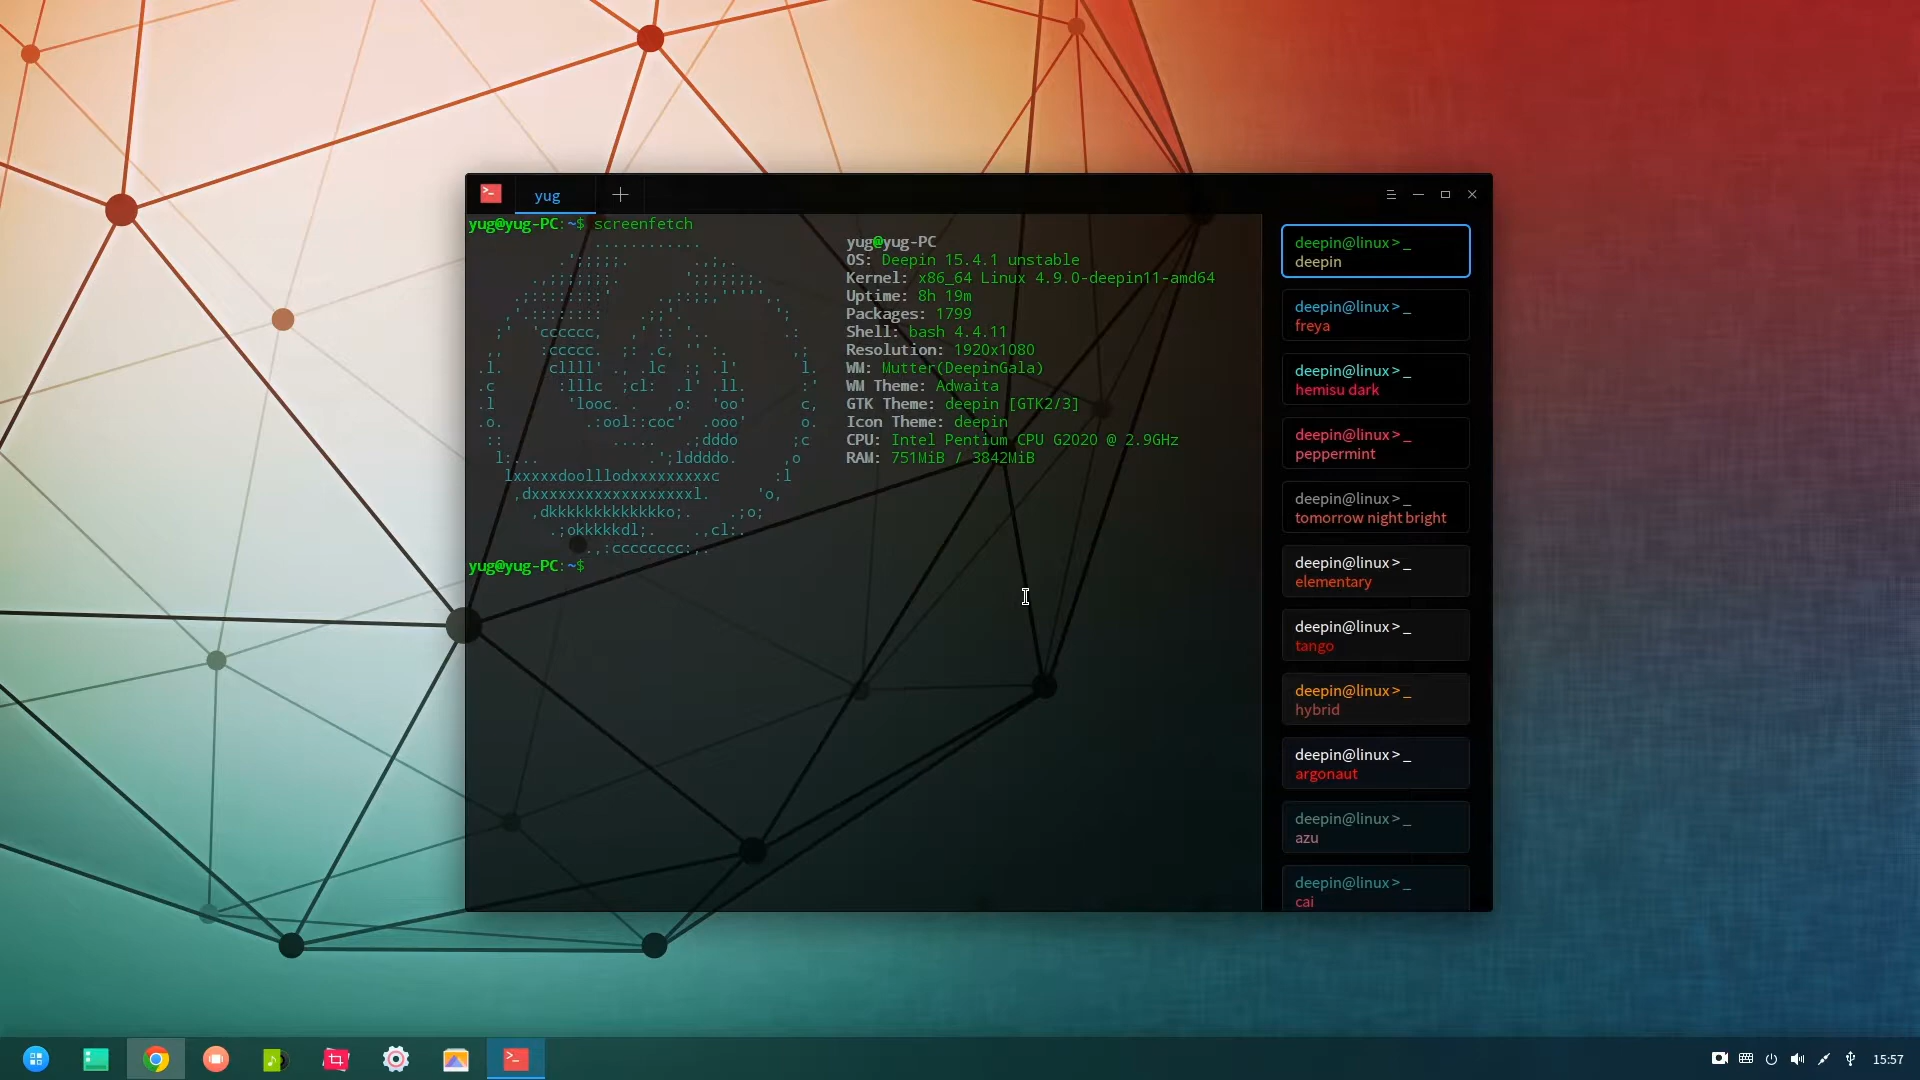 yug
yug@yug-PC:~$ screenfetch
yug@yug-PC
OS: Deepin 15.4.1 unstable
Kernel: x86_64 Linux 4.9.0-deepin11-amd64
Uptime: 8h 19m
Packages: 1799
Shell: bash 4.4.11
Resolution: 1920x1080
WM: Mutter(DeepinGala)
WM Theme: Adwaita
GTK Theme: deepin [GTK2/3]
Icon Theme: deepin
CPU: Intel Pentium CPU G2020 @ 2.9GHz
RAM: 751MiB / 3842MiB
yug@yug-PC:~$
deepin@linux>_
deepin
deepin@linux>_
freya
deepin@linux>_
hemisu dark
deepin@linux>_
peppermint
deepin@linux>_
tomorrow night bright
deepin@linux>_
elementary
deepin@linux>_
tango
deepin@linux>_
hybrid
deepin@linux>_
argonaut
deepin@linux>_
azu
deepin@linux>_
cai
15:57